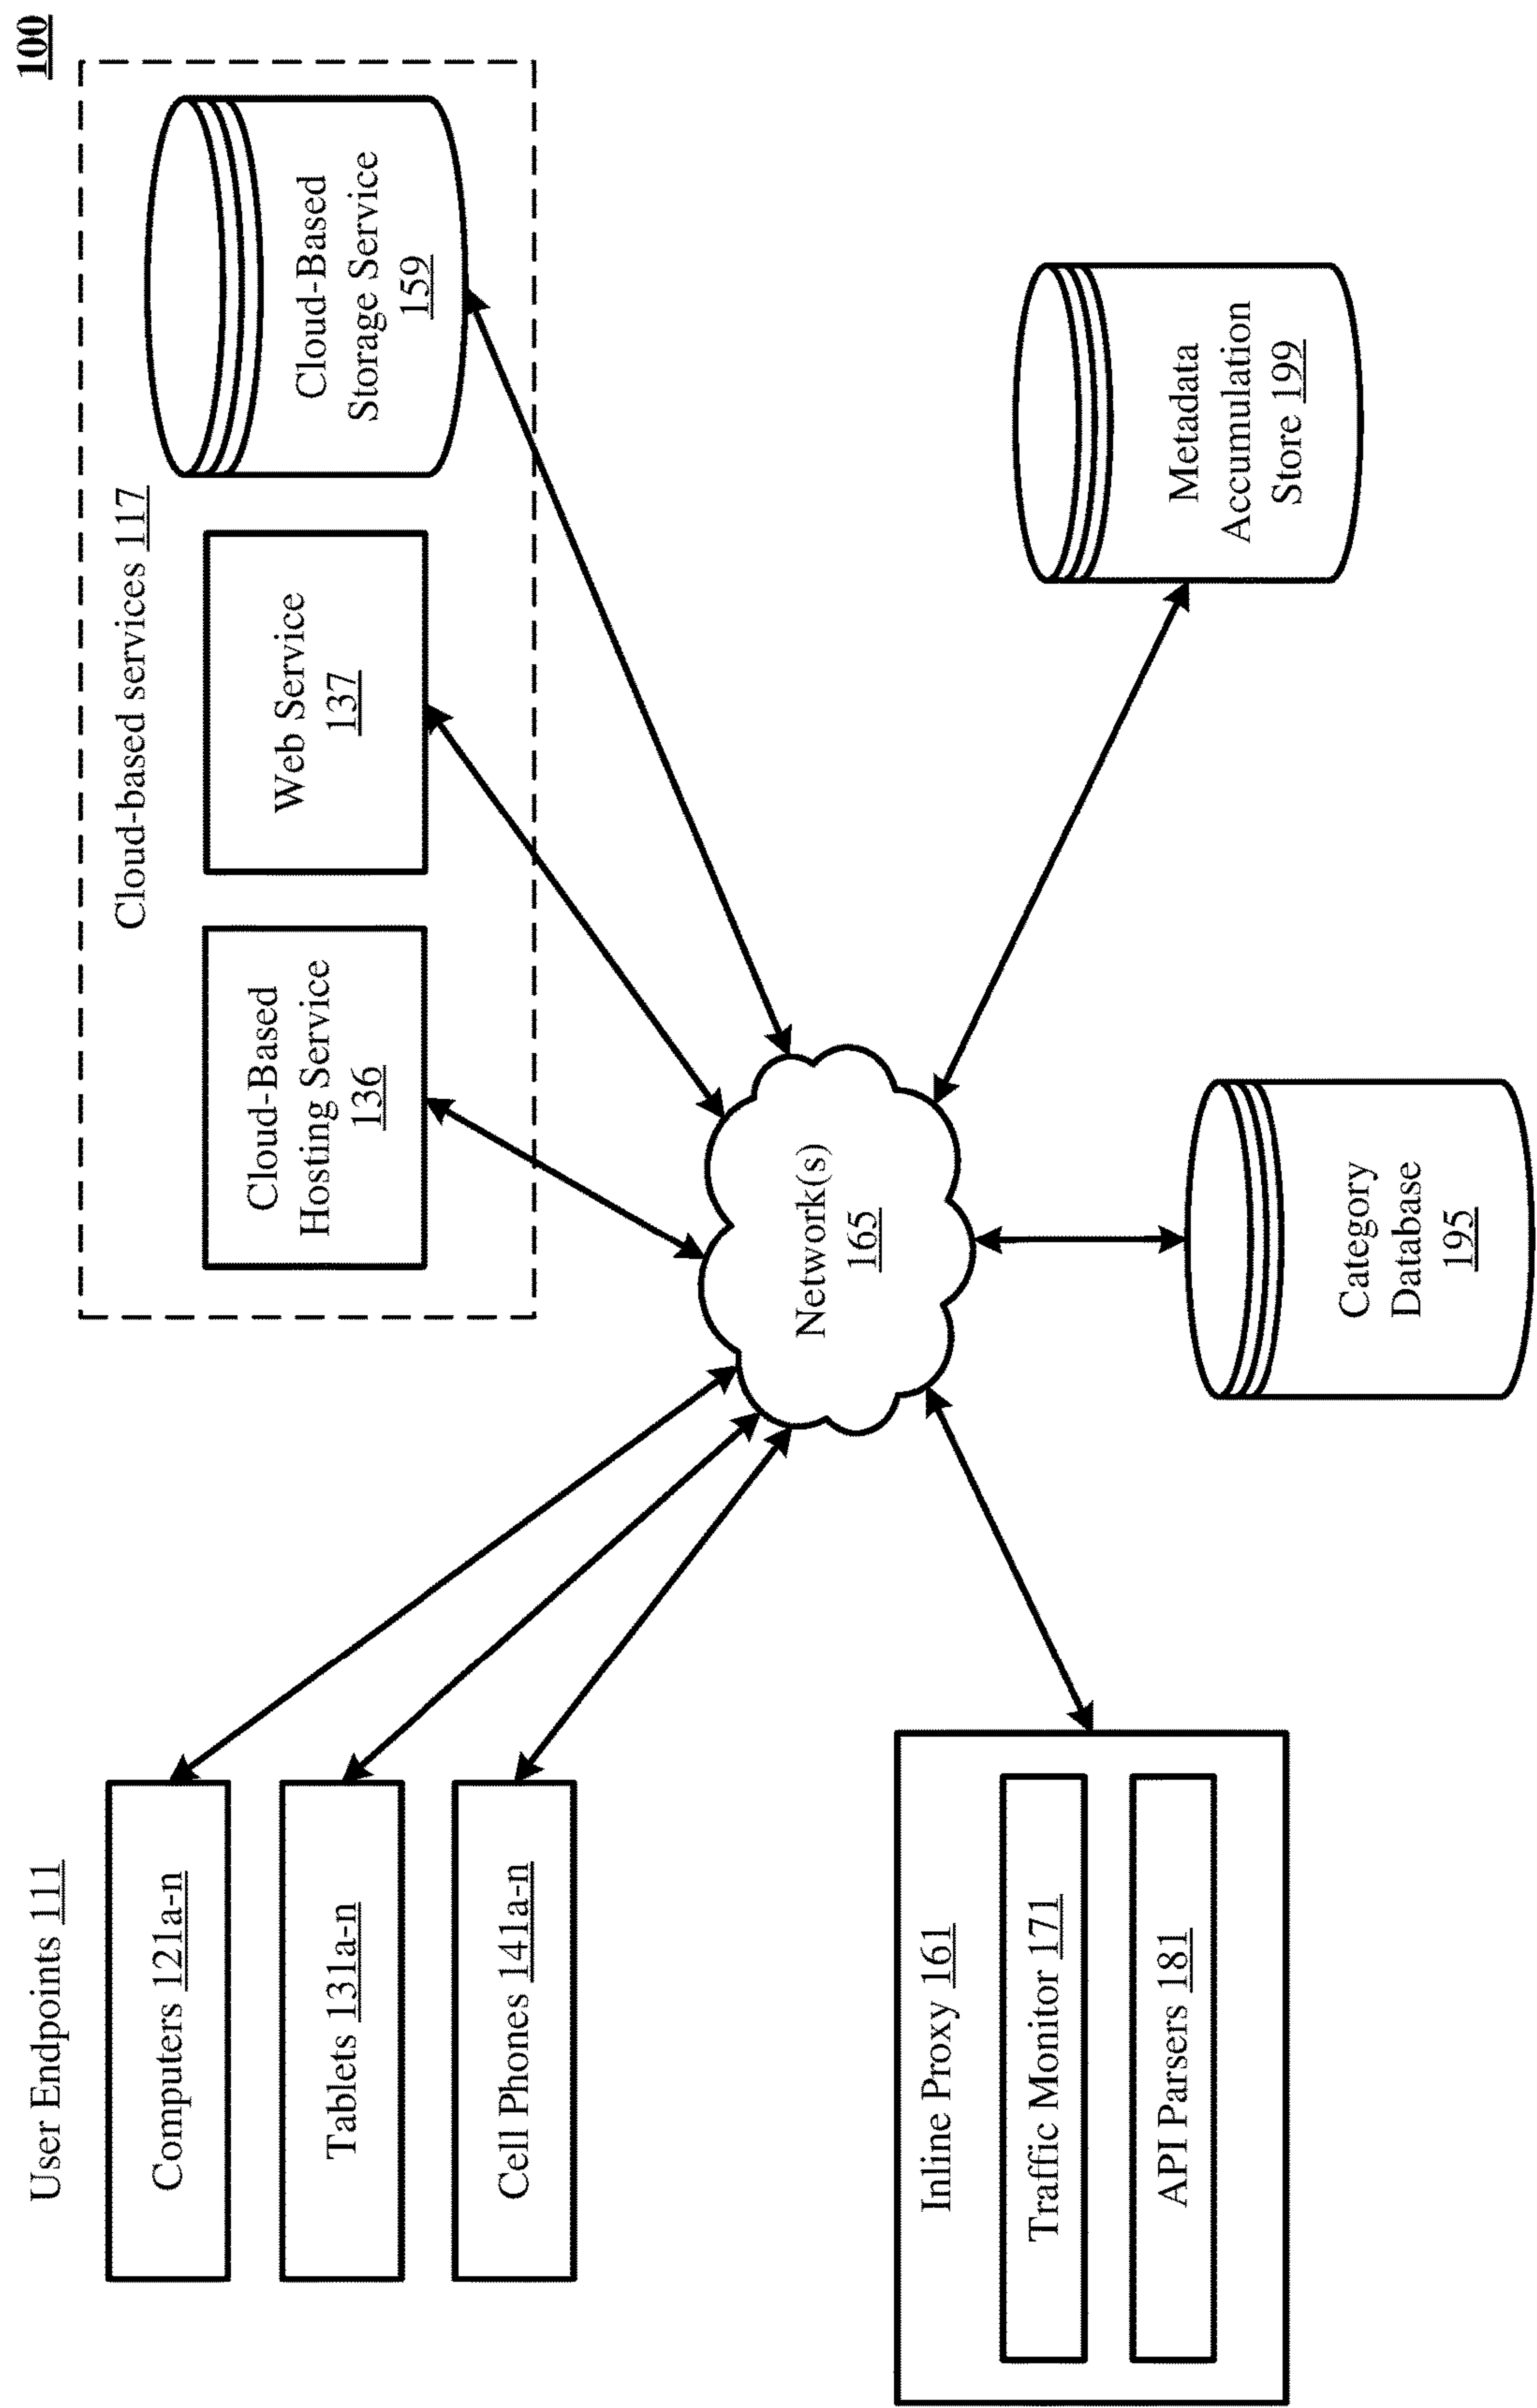 100
User Endpoints 111
Computers 121a-n
Tablets 131a-n
Cell Phones 141a-n
Cloud-based services 117
Cloud-Based
Hosting Service
136
Web Service
137
Cloud-Based
Storage Service
159
Network(s)
165
Inline Proxy 161
Traffic Monitor 171
API Parsers 181
Category
Database
195
Metadata
Accumulation
Store 199